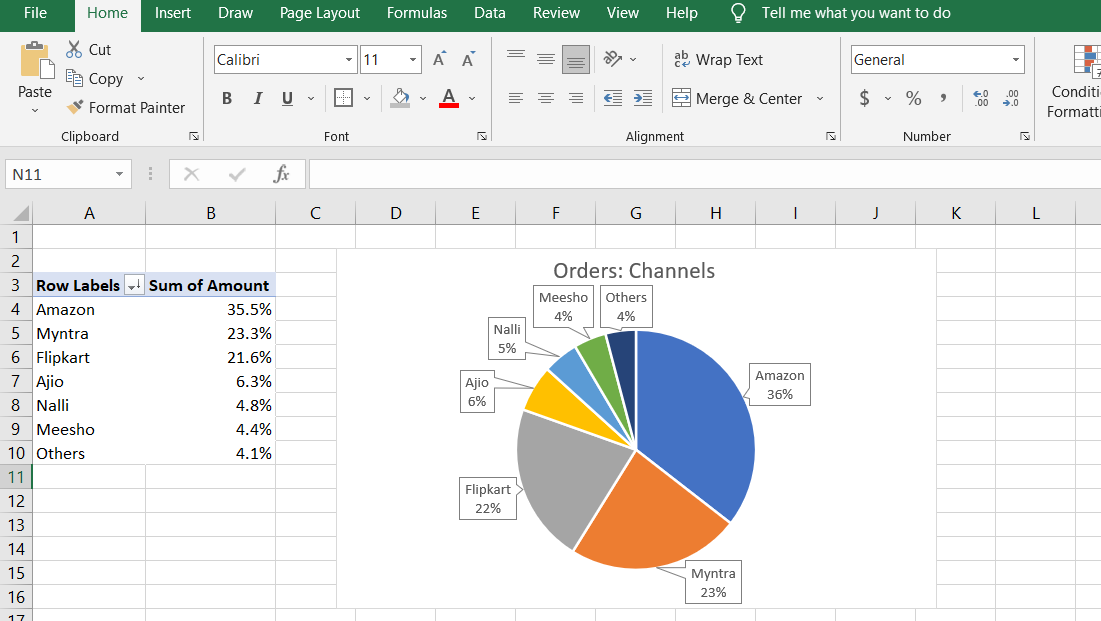 File Home Insert Draw Page Layout Formulas Data Review View Help Tell me what you want to do
Paste
Cut
Copy
Format Painter
Clipboard
Calibri 11 A A
B I U A
Font
ab Wrap Text
Merge & Center
Alignment
General
$ % , .0 .00 .00 .0
Number
Conditi
Formatti
N11 fx
A B C D E F G H I J K L
1
2
3 Row Labels Sum of Amount
4 Amazon 35.5%
5 Myntra 23.3%
6 Flipkart 21.6%
7 Ajio 6.3%
8 Nalli 4.8%
9 Meesho 4.4%
10 Others 4.1%
11
12
13
14
15
16
17
Orders: Channels
Meesho
4%
Others
4%
Nalli
5%
Ajio
6%
Amazon
36%
Flipkart
22%
Myntra
23%